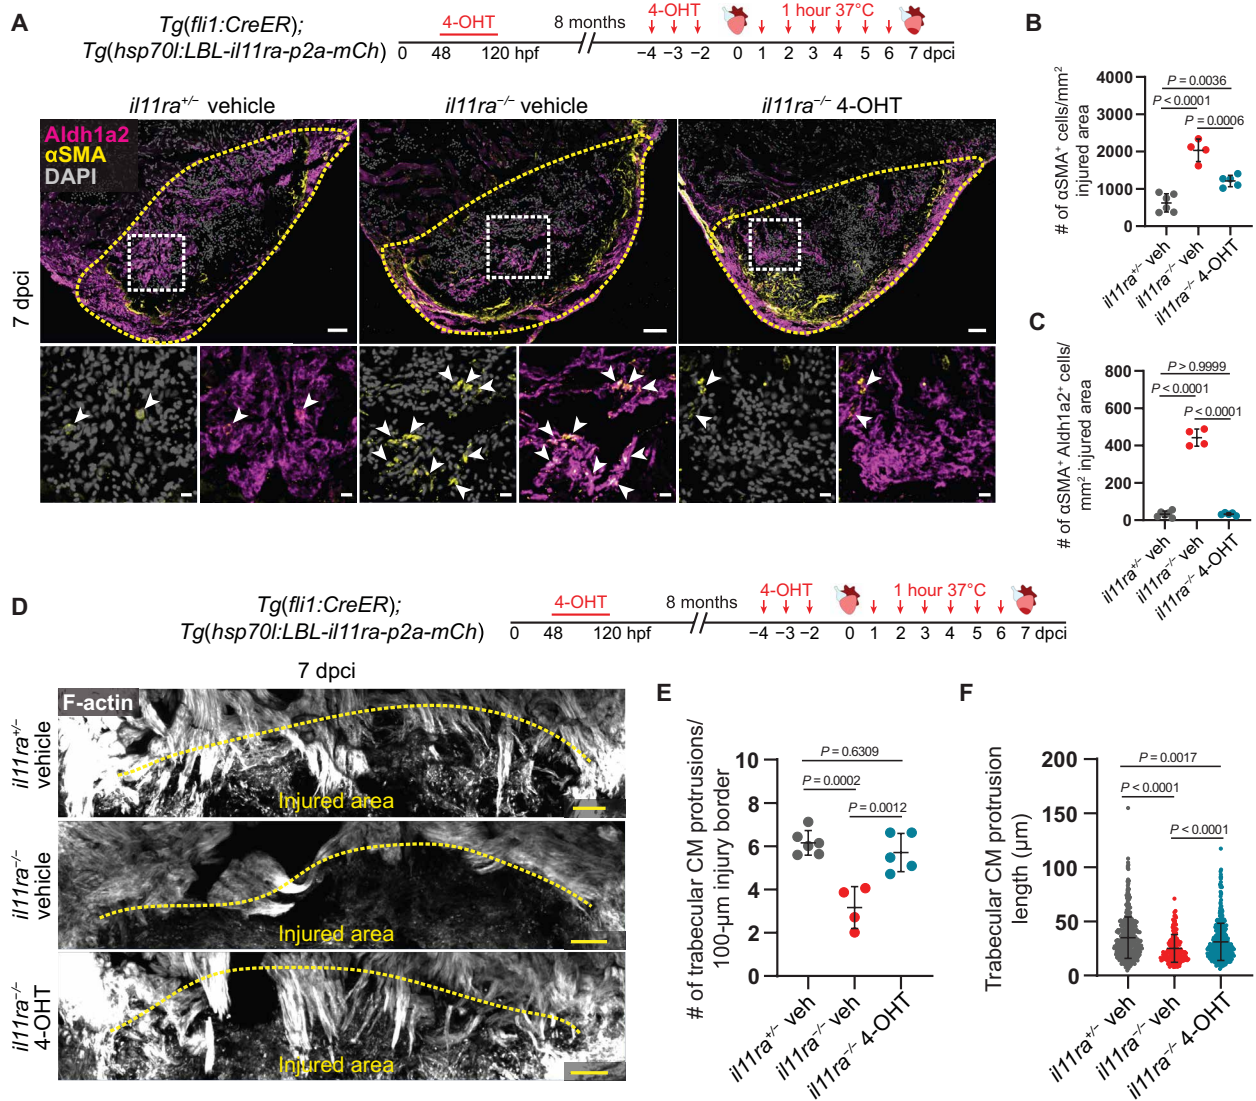 A
Tg(fli1:CreER);
Tg(hsp70l:LBL-il11ra-p2a-mCh)
4-OHT
8 months
4-OHT
1 hour 37°C
0 48 120 hpf
−4 −3 −2 0 1 2 3 4 5 6 7 dpci
il11ra+/− vehicle
il11ra−/− vehicle
il11ra−/− 4-OHT
Aldh1a2
αSMA
DAPI
7 dpci
B
# of αSMA+ cells/mm2
injured area
4000
3000
2000
1000
0
P = 0.0036
P < 0.0001
P = 0.0006
il11ra+/− veh
il11ra−/− veh
il11ra−/− 4-OHT
C
# of αSMA+ Aldh1a2+ cells/
mm2 injured area
800
600
400
200
0
P > 0.9999
P < 0.0001
P < 0.0001
il11ra+/− veh
il11ra−/− veh
il11ra−/− 4-OHT
D
Tg(fli1:CreER);
Tg(hsp70l:LBL-il11ra-p2a-mCh)
4-OHT
8 months
4-OHT
1 hour 37°C
0 48 120 hpf
−4 −3 −2 0 1 2 3 4 5 6 7 dpci
7 dpci
F-actin
il11ra+/−
vehicle
Injured area
il11ra−/−
vehicle
Injured area
il11ra−/−
4-OHT
Injured area
E
# of trabecular CM protrusions/
100-µm injury border
10
8
6
4
2
0
P = 0.6309
P = 0.0002
P = 0.0012
il11ra+/− veh
il11ra−/− veh
il11ra−/− 4-OHT
F
Trabecular CM protrusion
length (µm)
200
150
100
50
0
P = 0.0017
P < 0.0001
P < 0.0001
il11ra+/− veh
il11ra−/− veh
il11ra−/− 4-OHT